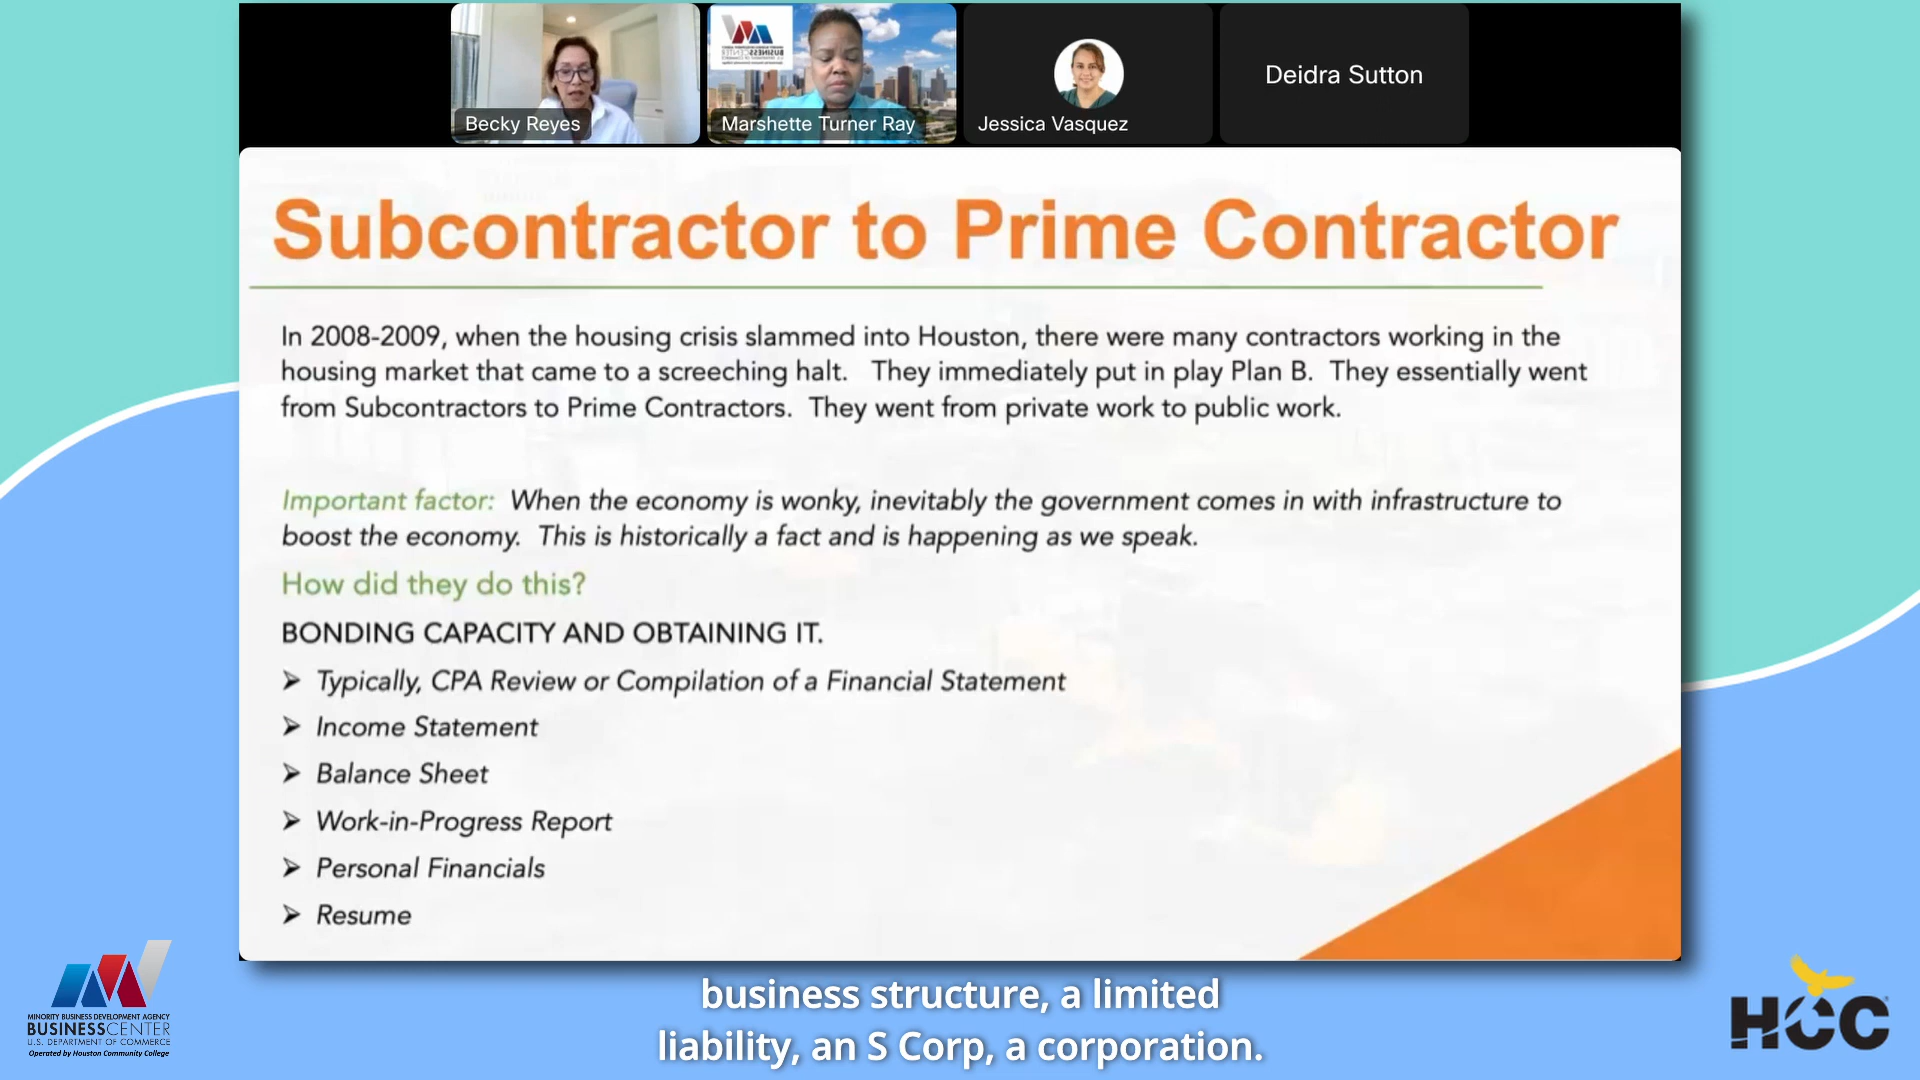 Becky Reyes
Marshette Turner Ray
Jessica Vasquez
Deidra Sutton
Subcontractor to Prime Contractor
In 2008-2009, when the housing crisis slammed into Houston, there were many contractors working in the
housing market that came to a screeching halt.   They immediately put in play Plan B.  They essentially went
from Subcontractors to Prime Contractors.  They went from private work to public work.
Important factor:  When the economy is wonky, inevitably the government comes in with infrastructure to
boost the economy.  This is historically a fact and is happening as we speak.
How did they do this?
BONDING CAPACITY AND OBTAINING IT.
➢ Typically, CPA Review or Compilation of a Financial Statement
➢ Income Statement
➢ Balance Sheet
➢ Work-in-Progress Report
➢ Personal Financials
➢ Resume
MINORITY BUSINESS DEVELOPMENT AGENCY
BUSINESSCENTER
U.S. DEPARTMENT OF COMMERCE
Operated by Houston Community College
business structure, a limited
liability, an S Corp, a corporation.
HCC